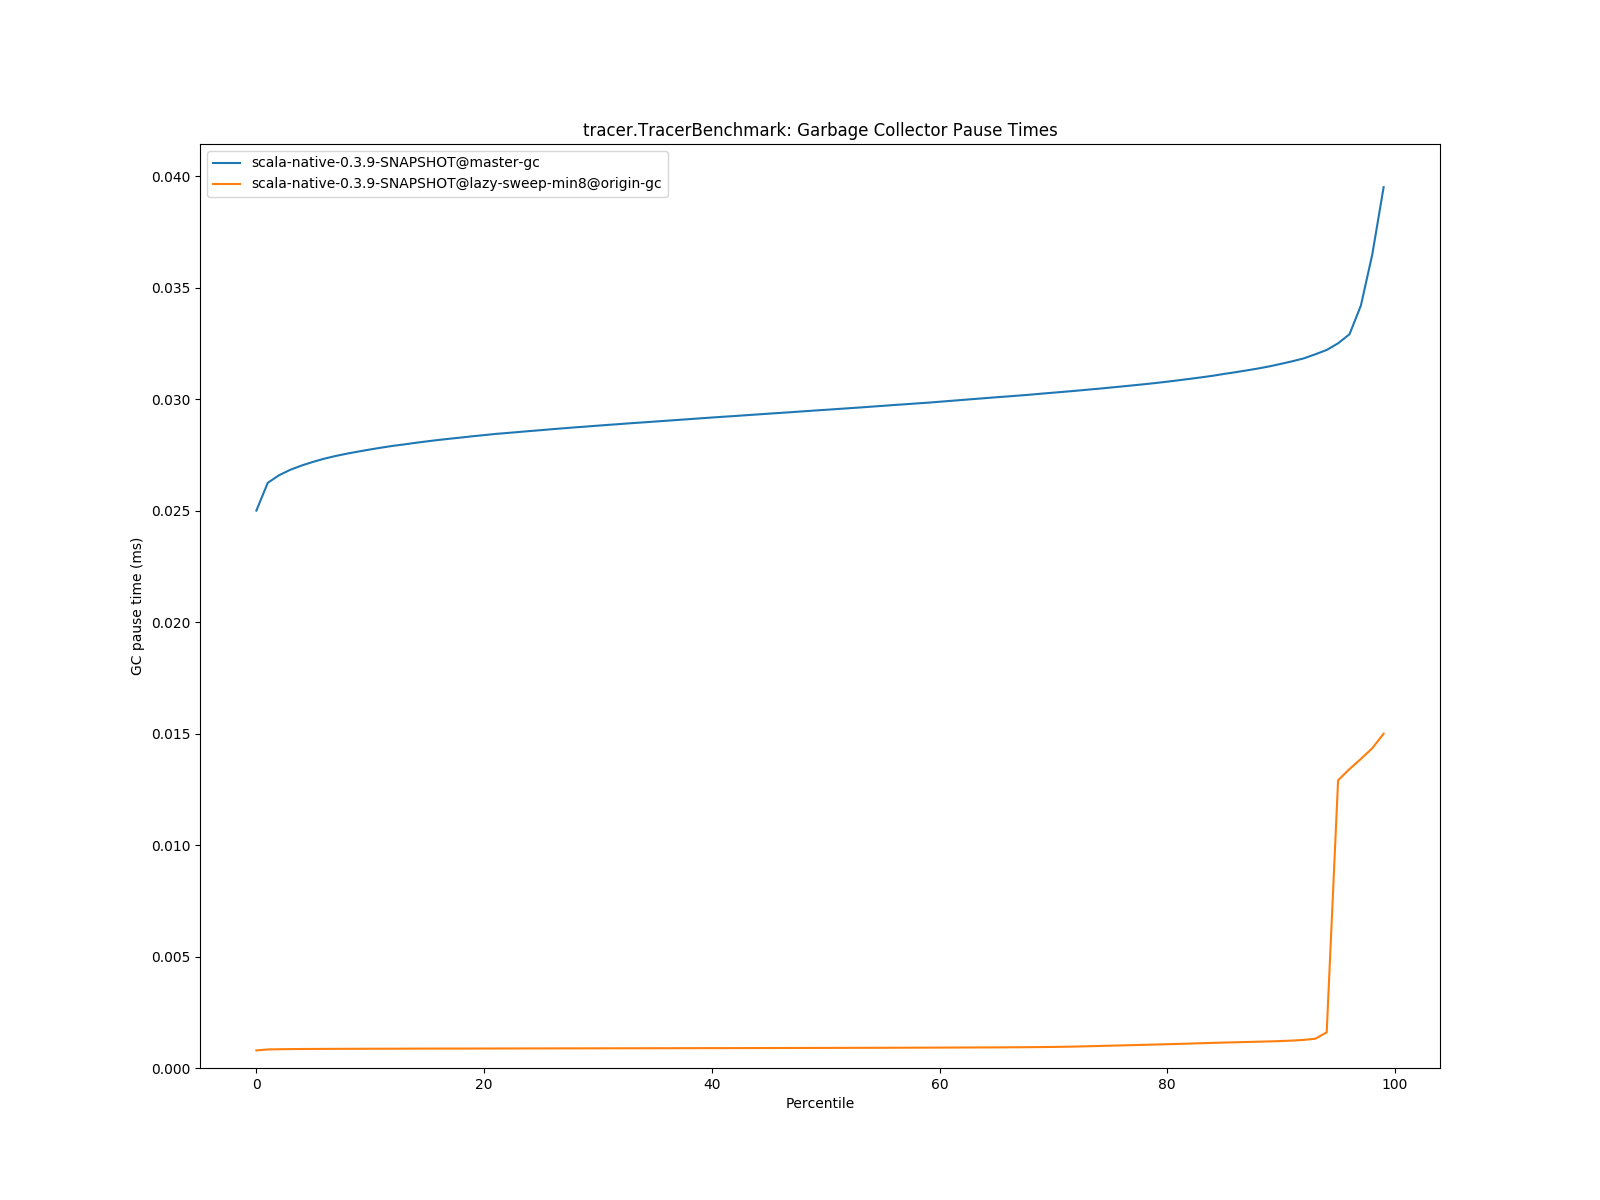 tracer.TracerBenchmark: Garbage Collector Pause Times
scala-native-0.3.9-SNAPSHOT@master-gc
scala-native-0.3.9-SNAPSHOT@lazy-sweep-min8@origin-gc
0.040
0.035
0.030
0.025
0.020
0.015
0.010
0.005
0.000
GC pause time (ms)
0 20 40 60 80 100
Percentile